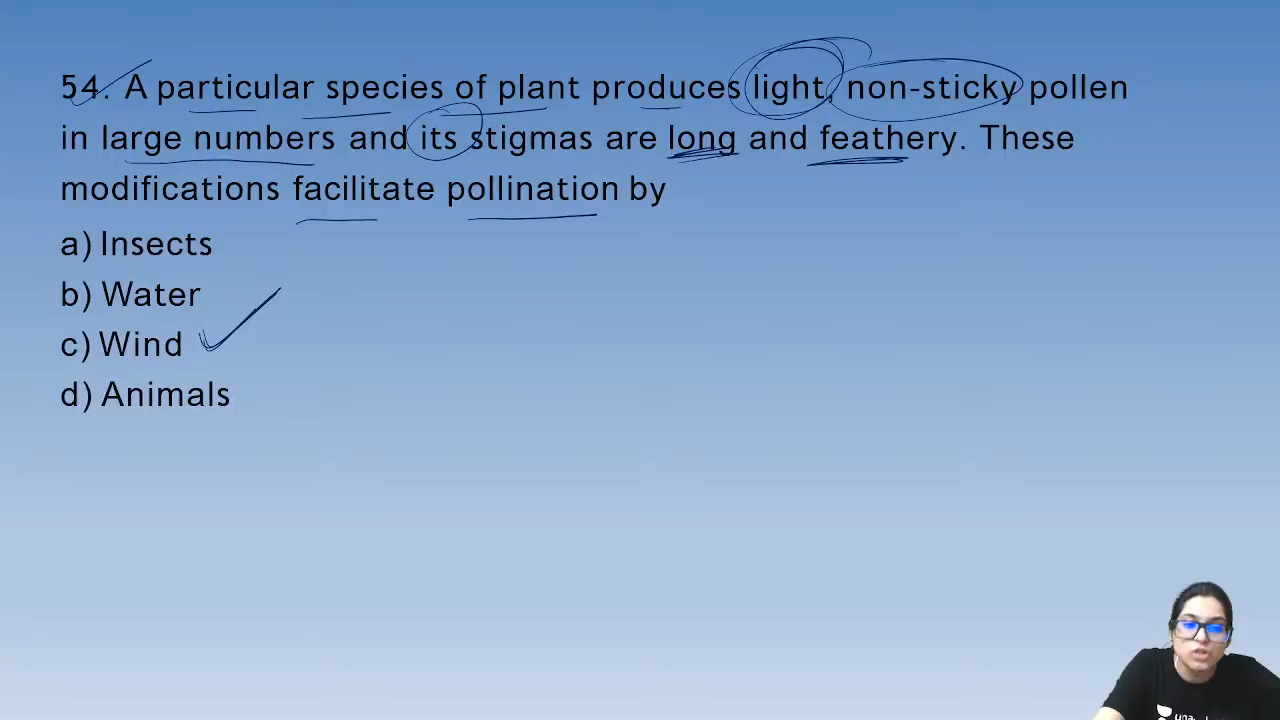 54. A particular species of plant produces light, non-sticky pollen
in large numbers and its stigmas are long and feathery. These
modifications facilitate pollination by
a) Insects
b) Water
c) Wind
d) Animals